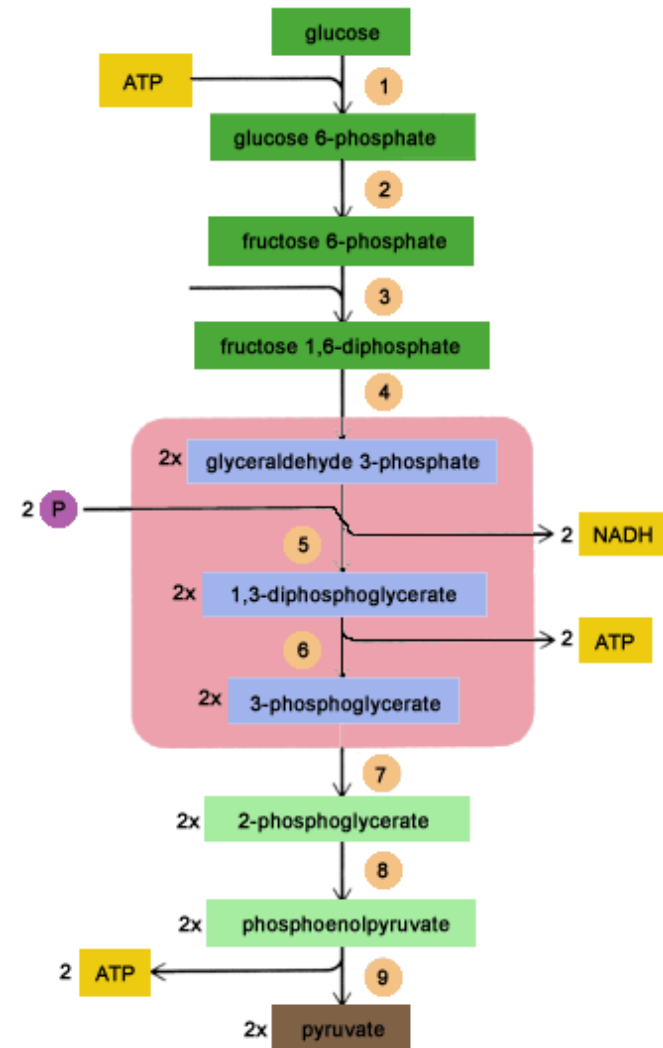 glucose
ATP
1
glucose 6-phosphate
2
fructose 6-phosphate
3
fructose 1,6-diphosphate
4
2x glyceraldehyde 3-phosphate
2 P
2 NADH
5
2x 1,3-diphosphoglycerate
2 ATP
6
2x 3-phosphoglycerate
7
2x 2-phosphoglycerate
8
2x phosphoenolpyruvate
2 ATP
9
2x pyruvate